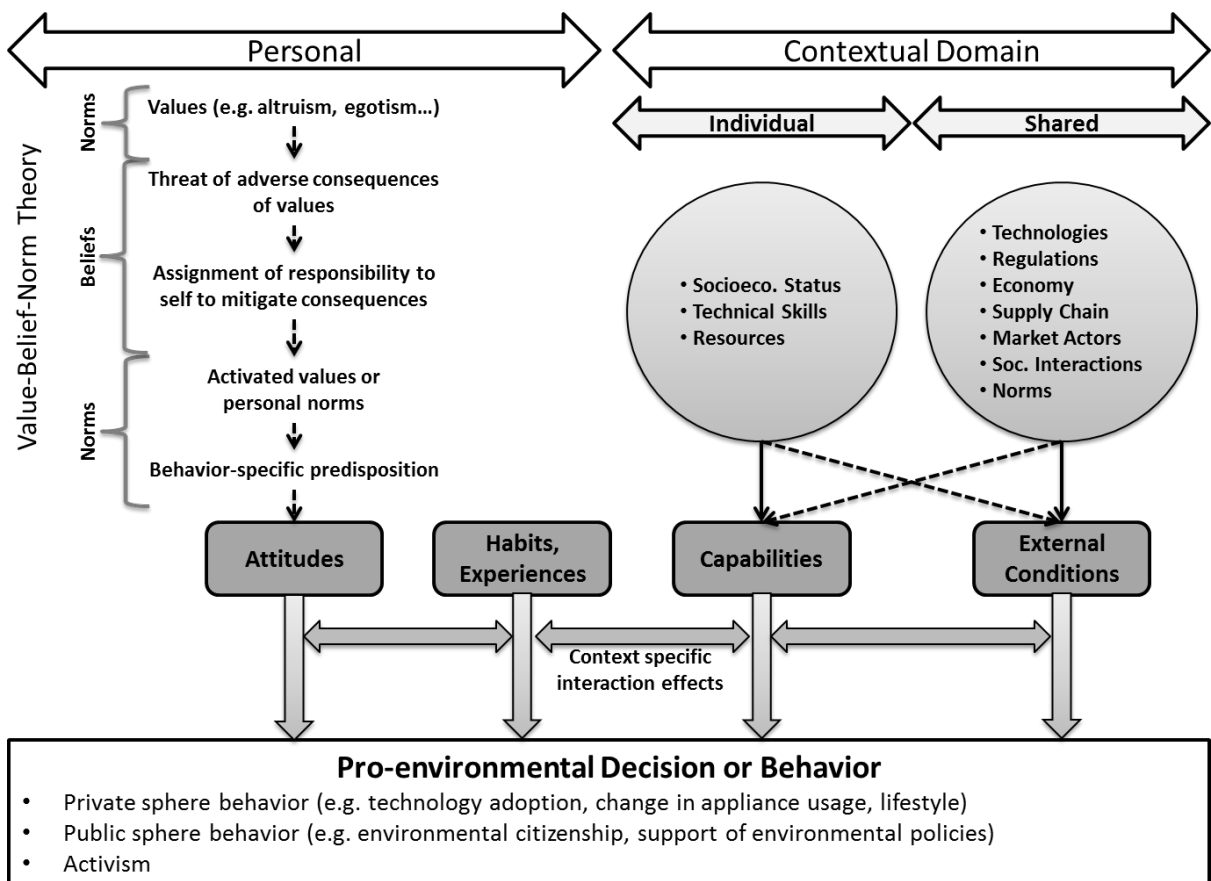 Personal
Contextual Domain
Individual
Shared
Value-Belief-Norm Theory
Norms
Beliefs
Norms
Values (e.g. altruism, egotism…)
Threat of adverse consequences
of values
Assignment of responsibility to
self to mitigate consequences
Activated values or
personal norms
Behavior-specific predisposition
• Socioeco. Status
• Technical Skills
• Resources
• Technologies
• Regulations
• Economy
• Supply Chain
• Market Actors
• Soc. Interactions
• Norms
Attitudes
Habits,
Experiences
Capabilities
External
Conditions
Context specific
interaction effects
Pro-environmental Decision or Behavior
• Private sphere behavior (e.g. technology adoption, change in appliance usage, lifestyle)
• Public sphere behavior (e.g. environmental citizenship, support of environmental policies)
• Activism